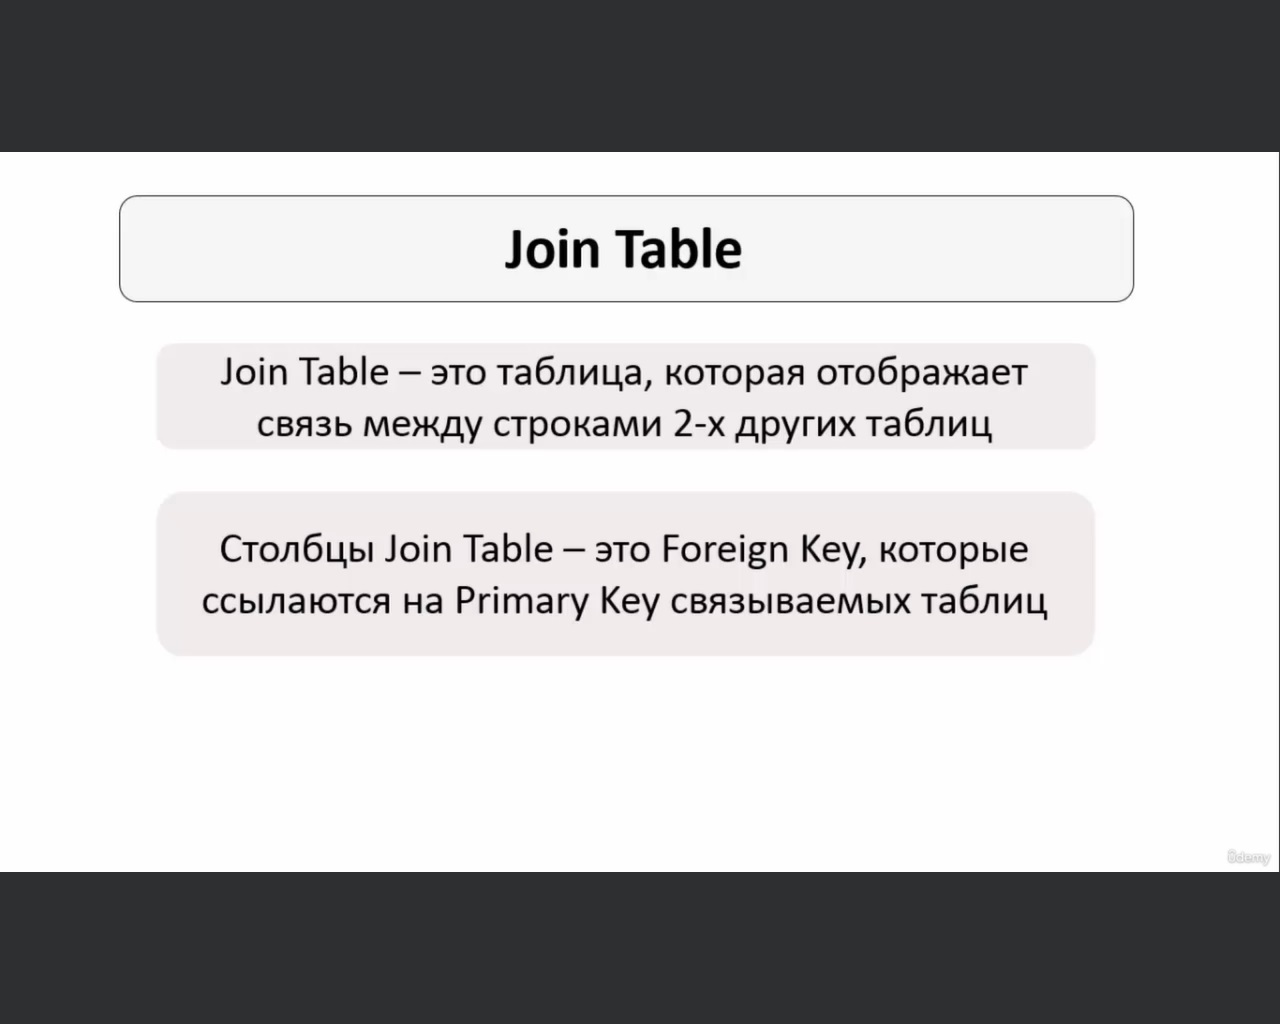 Join Table
Join Table – это таблица, которая отображает
связь между строками 2-х других таблиц
Столбцы Join Table – это Foreign Key, которые
ссылаются на Primary Key связываемых таблиц
ûdemy